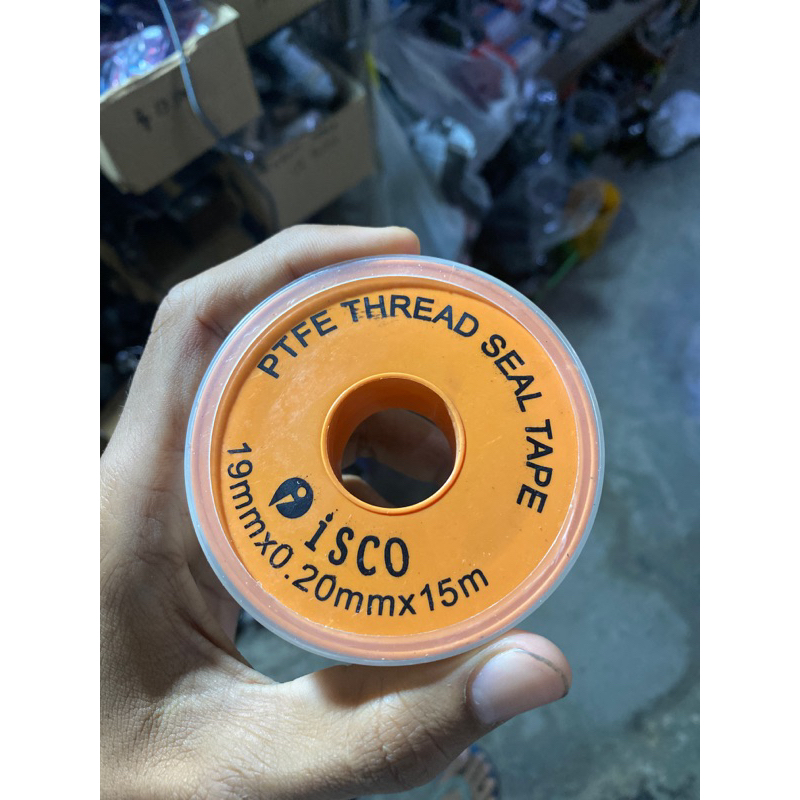 PTFE THREAD SEAL TAPE
iSCO
19mmx0.20mmx15m